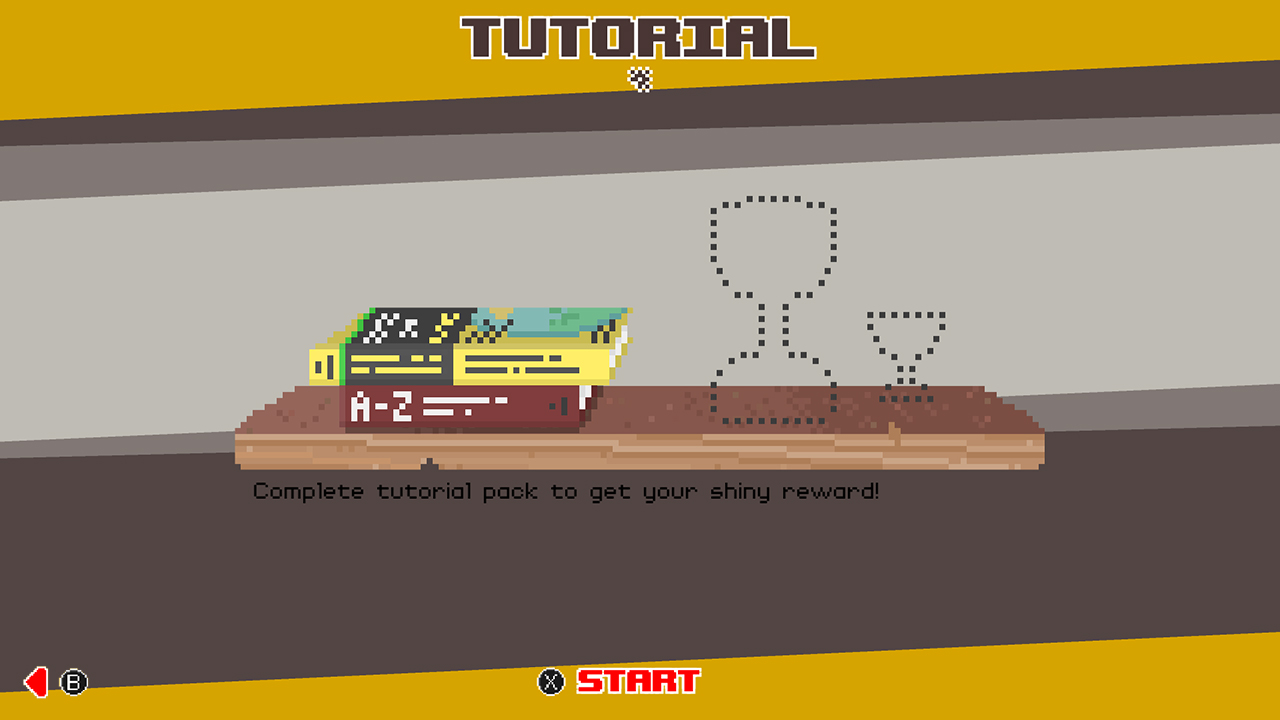 TUTORIAL
A-Z
Complete tutorial pack to get your shiny reward!
B
X START